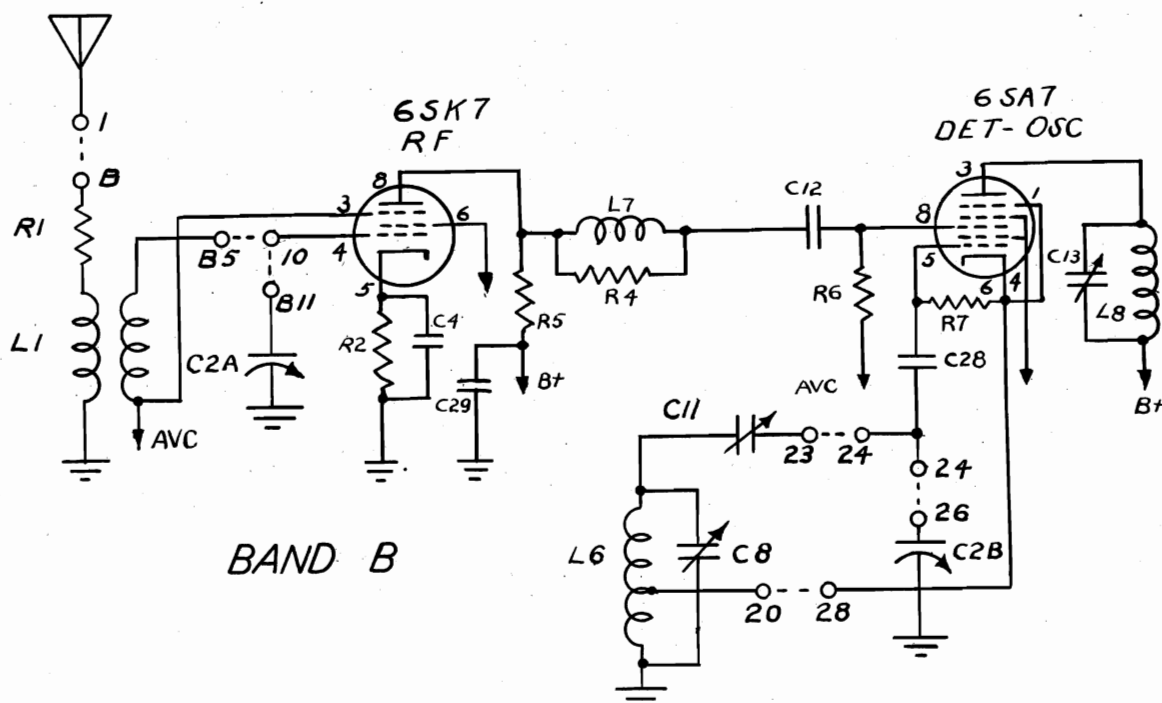 1
B
R1
L1
AVC
B5
10
B11
C2A
6SK7
RF
8
3
4
6
5
R2
C4
C29
R5
B+
L7
R4
C12
R6
AVC
6SA7
DET-OSC
3
1
8
5
6
4
R7
C28
C13
L8
B+
C11
23
24
24
26
C2B
L6
C8
20
28
BAND B